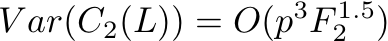 $Var(C_2(L)) = O(p^3 F_2^{1.5})$